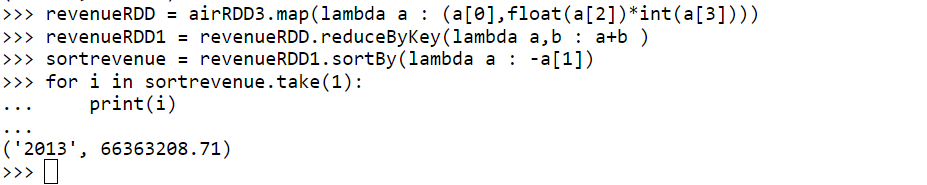 >>> revenueRDD = airRDD3.map(lambda a : (a[0],float(a[2])*int(a[3])))
>>> revenueRDD1 = revenueRDD.reduceByKey(lambda a,b : a+b )
>>> sortrevenue = revenueRDD1.sortBy(lambda a : -a[1])
>>> for i in sortrevenue.take(1):
...     print(i)
...
('2013', 66363208.71)
>>>